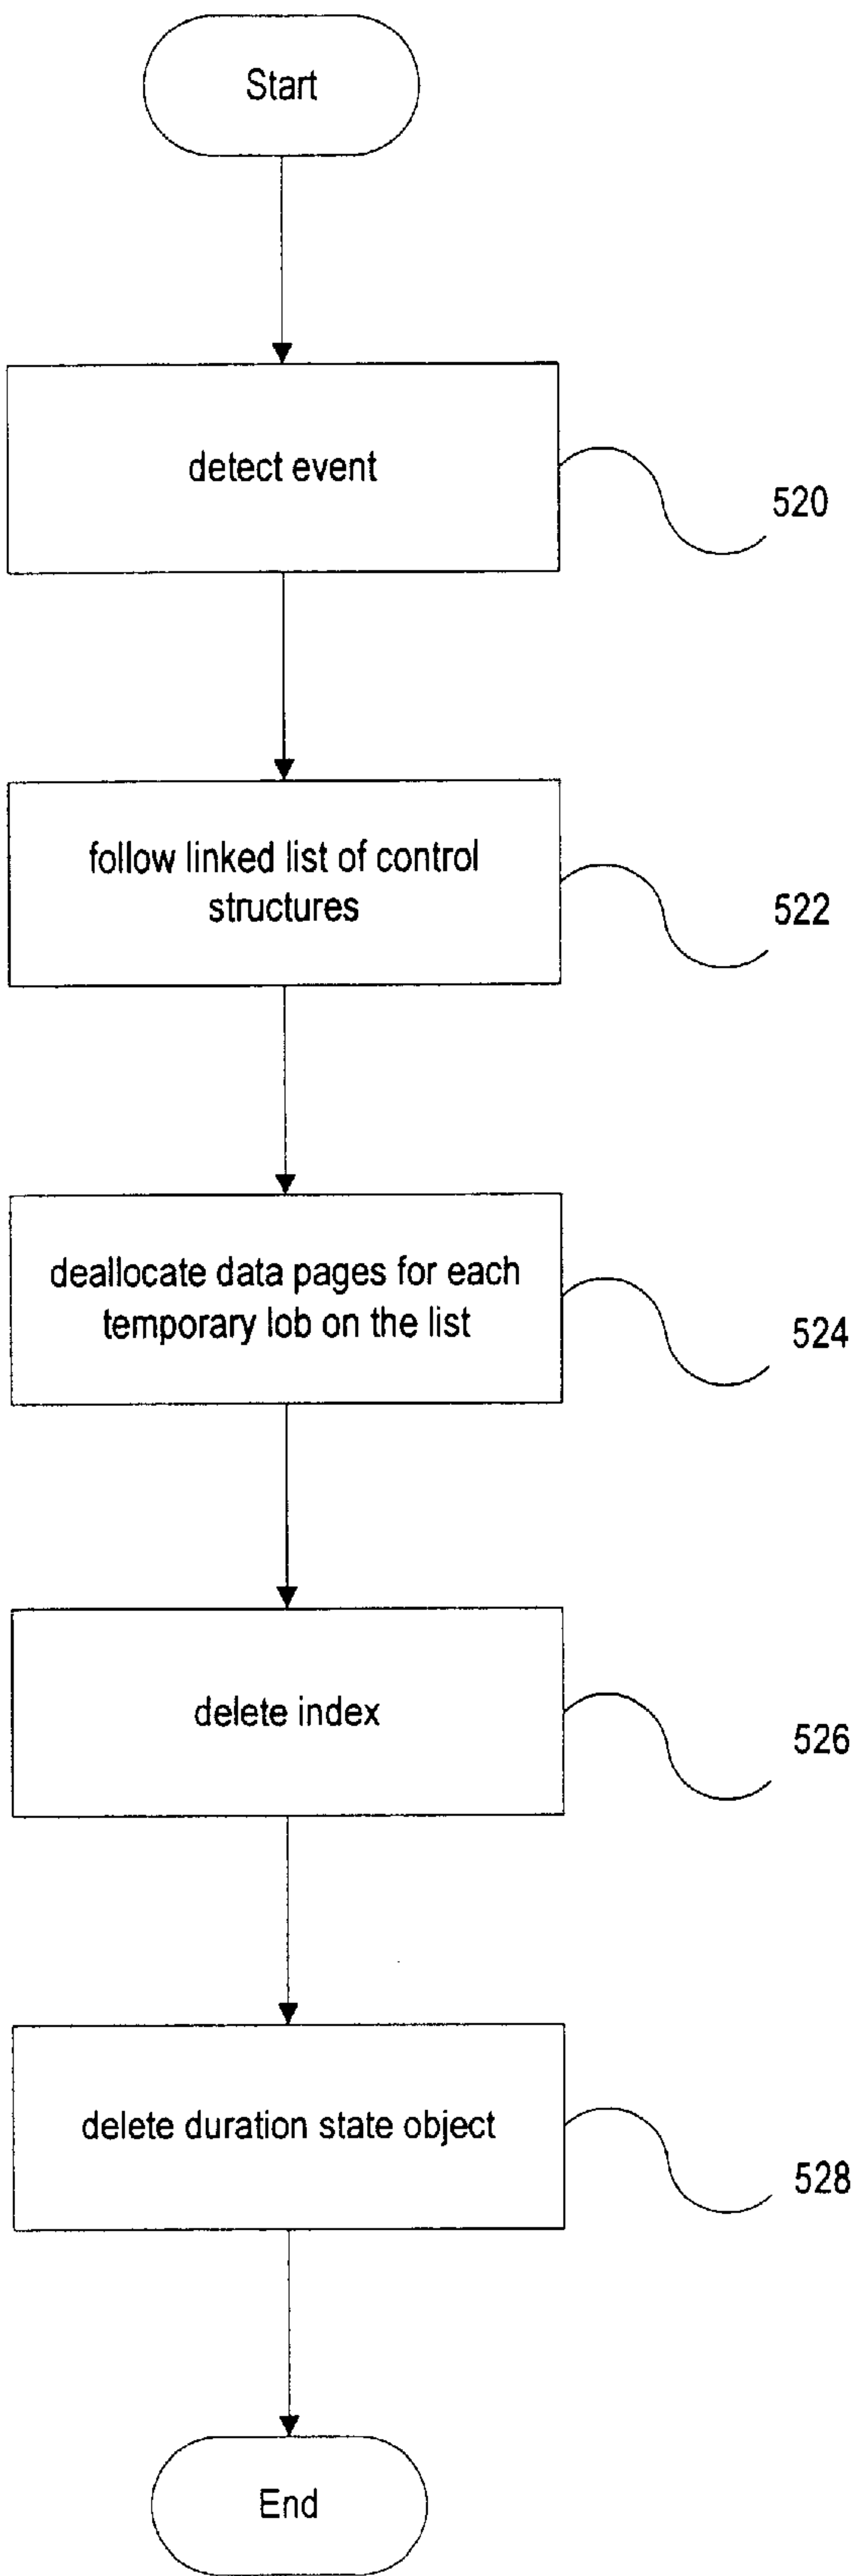 Start
detect event
520
follow linked list of control
structures
522
deallocate data pages for each
temporary lob on the list
524
delete index
526
delete duration state object
528
End